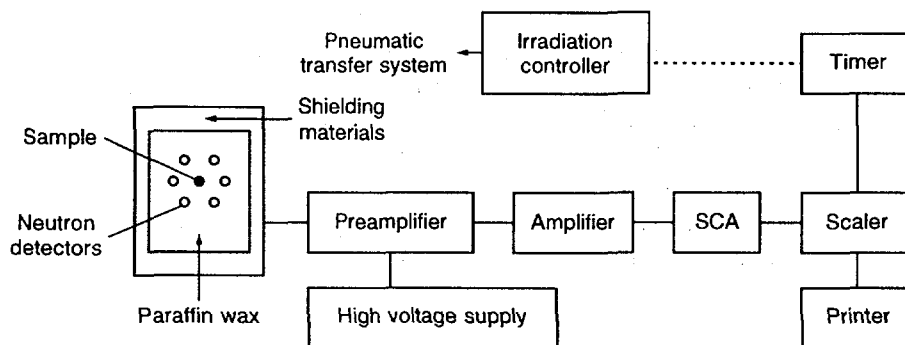 Pneumatic
transfer system
Irradiation
controller
Timer
Shielding
materials
Sample
Neutron
detectors
Preamplifier
Amplifier
SCA
Scaler
Paraffin wax
High voltage supply
Printer